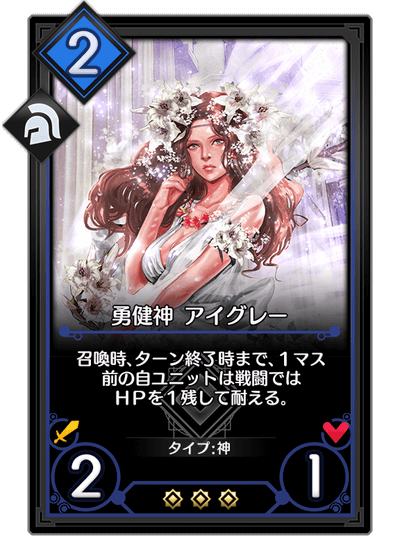 2
勇健神 アイグレー
召喚時、ターン終了時まで、1マス
前の自ユニットは戦闘では
HPを1残して耐える。
タイプ:神
2
1